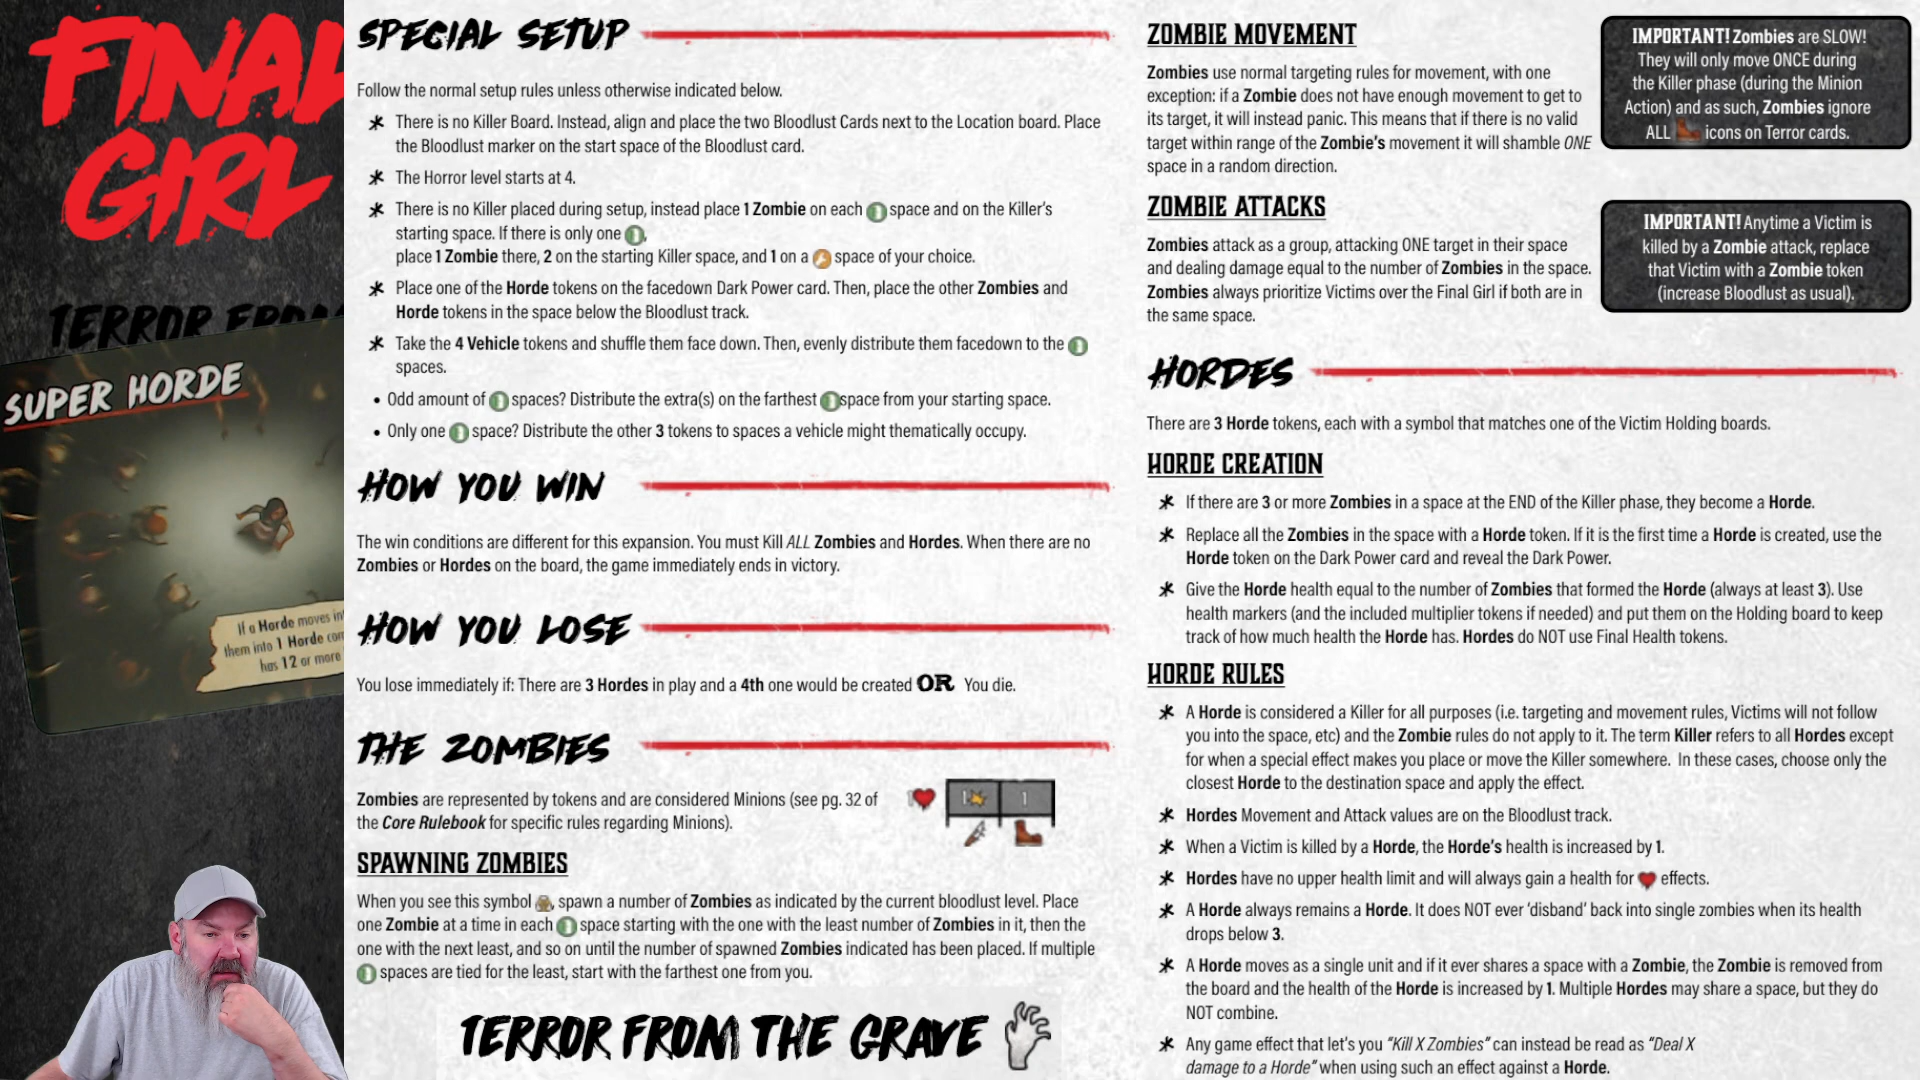 FINAL
GIRL
TERROR FROM
SUPER HORDE
If a Horde moves in
them into 1 Horde
has 12 or more
SPECIAL SETUP
Follow the normal setup rules unless otherwise indicated below.
There is no Killer Board. Instead, align and place the two Bloodlust Cards next to the Location board. Place
the Bloodlust marker on the start space of the Bloodlust card.
The Horror level starts at 4.
There is no Killer placed during setup, instead place 1 Zombie on each space and on the Killer's
starting space. If there is only one ,
place 1 Zombie there, 2 on the starting Killer space, and 1 on a space of your choice.
Place one of the Horde tokens on the facedown Dark Power card. Then, place the other Zombies and
Horde tokens in the space below the Bloodlust track.
Take the 4 Vehicle tokens and shuffle them face down. Then, evenly distribute them facedown to the
spaces.
• Odd amount of spaces? Distribute the extra(s) on the farthest space from your starting space.
• Only one space? Distribute the other 3 tokens to spaces a vehicle might thematically occupy.
HOW YOU WIN
The win conditions are different for this expansion. You must Kill ALL Zombies and Hordes. When there are no
Zombies or Hordes on the board, the game immediately ends in victory.
HOW YOU LOSE
You lose immediately if: There are 3 Hordes in play and a 4th one would be created OR You die.
THE ZOMBIES
Zombies are represented by tokens and are considered Minions (see pg. 32 of
the Core Rulebook for specific rules regarding Minions).
1 1
SPAWNING ZOMBIES
When you see this symbol , spawn a number of Zombies as indicated by the current bloodlust level. Place
one Zombie at a time in each space starting with the one with the least number of Zombies in it, then the
one with the next least, and so on until the number of spawned Zombies indicated has been placed. If multiple
spaces are tied for the least, start with the farthest one from you.
TERROR FROM THE GRAVE
ZOMBIE MOVEMENT
Zombies use normal targeting rules for movement, with one
exception: if a Zombie does not have enough movement to get to
its target, it will instead panic. This means that if there is no valid
target within range of the Zombie's movement it will shamble ONE
space in a random direction.
IMPORTANT! Zombies are SLOW!
They will only move ONCE during
the Killer phase (during the Minion
Action) and as such, Zombies ignore
ALL icons on Terror cards.
ZOMBIE ATTACKS
Zombies attack as a group, attacking ONE target in their space
and dealing damage equal to the number of Zombies in the space.
Zombies always prioritize Victims over the Final Girl if both are in
the same space.
IMPORTANT! Anytime a Victim is
killed by a Zombie attack, replace
that Victim with a Zombie token
(increase Bloodlust as usual).
HORDES
There are 3 Horde tokens, each with a symbol that matches one of the Victim Holding boards.
HORDE CREATION
If there are 3 or more Zombies in a space at the END of the Killer phase, they become a Horde.
Replace all the Zombies in the space with a Horde token. If it is the first time a Horde is created, use the
Horde token on the Dark Power card and reveal the Dark Power.
Give the Horde health equal to the number of Zombies that formed the Horde (always at least 3). Use
health markers (and the included multiplier tokens if needed) and put them on the Holding board to keep
track of how much health the Horde has. Hordes do NOT use Final Health tokens.
HORDE RULES
A Horde is considered a Killer for all purposes (i.e. targeting and movement rules, Victims will not follow
you into the space, etc) and the Zombie rules do not apply to it. The term Killer refers to all Hordes except
for when a special effect makes you place or move the Killer somewhere. In these cases, choose only the
closest Horde to the destination space and apply the effect.
Hordes Movement and Attack values are on the Bloodlust track.
When a Victim is killed by a Horde, the Horde's health is increased by 1.
Hordes have no upper health limit and will always gain a health for effects.
A Horde always remains a Horde. It does NOT ever 'disband' back into single zombies when its health
drops below 3.
A Horde moves as a single unit and if it ever shares a space with a Zombie, the Zombie is removed from
the board and the health of the Horde is increased by 1. Multiple Hordes may share a space, but they do
NOT combine.
Any game effect that let's you "Kill X Zombies" can instead be read as "Deal X
damage to a Horde" when using such an effect against a Horde.